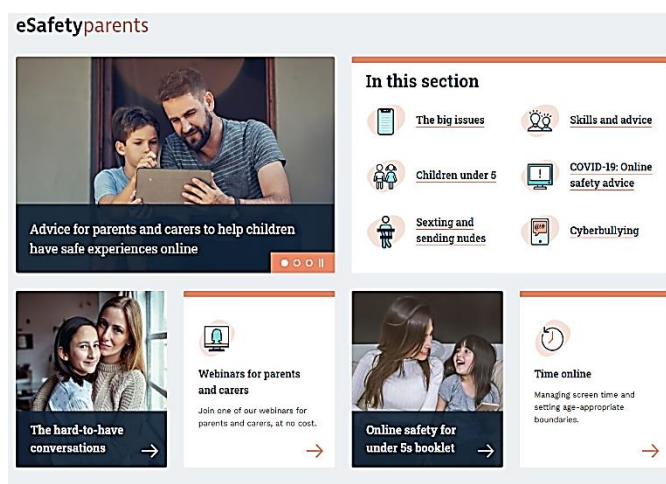 eSafetyparents
Advice for parents and carers to help children
have safe experiences online
In this section
The big issues
Skills and advice
Children under 5
COVID-19: Online
safety advice
Sexting and
sending nudes
Cyberbullying
The hard-to-have
conversations
Webinars for parents
and carers
Join one of our webinars for
parents and carers, at no cost.
Online safety for
under 5s booklet
Time online
Managing screen time and
setting age-appropriate
boundaries.